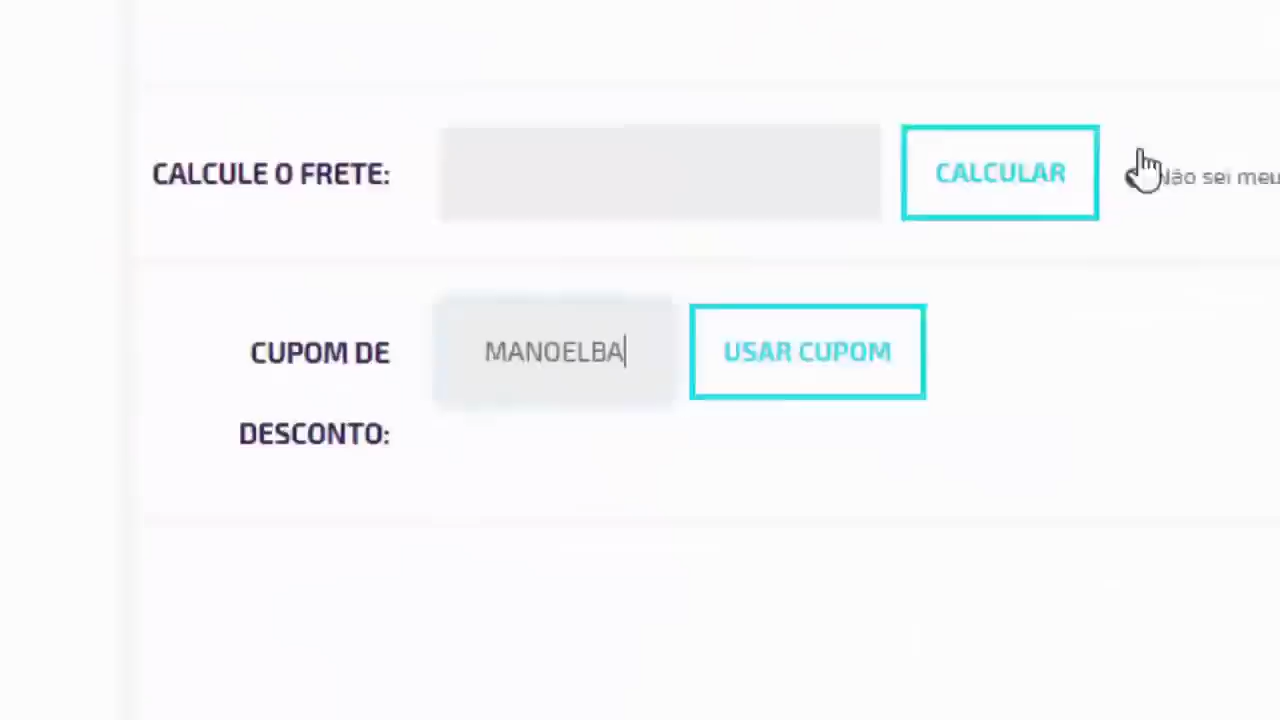 CALCULE O FRETE:
CALCULAR
Não sei meu
CUPOM DE
MANOELBA
USAR CUPOM
DESCONTO: